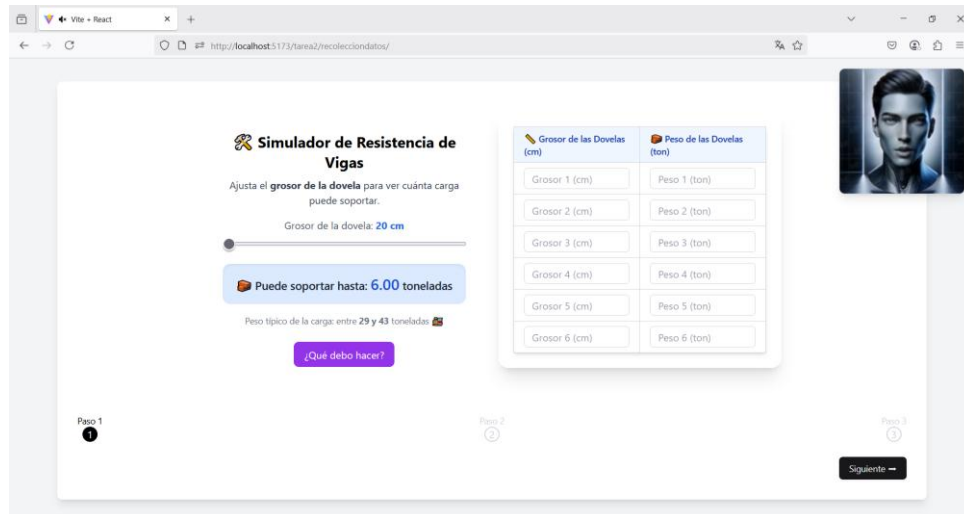 Vite + React
http://localhost:5173/tarea2/recolecciondatos/
🛠️ Simulador de Resistencia de
Vigas
Ajusta el grosor de la dovela para ver cuánta carga
puede soportar.
Grosor de la dovela: 20 cm
Puede soportar hasta: 6.00 toneladas
Peso típico de la carga: entre 29 y 43 toneladas
¿Qué debo hacer?
Grosor de las Dovelas
(cm)
Peso de las Dovelas
(ton)
Grosor 1 (cm)
Peso 1 (ton)
Grosor 2 (cm)
Peso 2 (ton)
Grosor 3 (cm)
Peso 3 (ton)
Grosor 4 (cm)
Peso 4 (ton)
Grosor 5 (cm)
Peso 5 (ton)
Grosor 6 (cm)
Peso 6 (ton)
Paso 1
1
Paso 2
2
Paso 3
3
Siguiente ➡